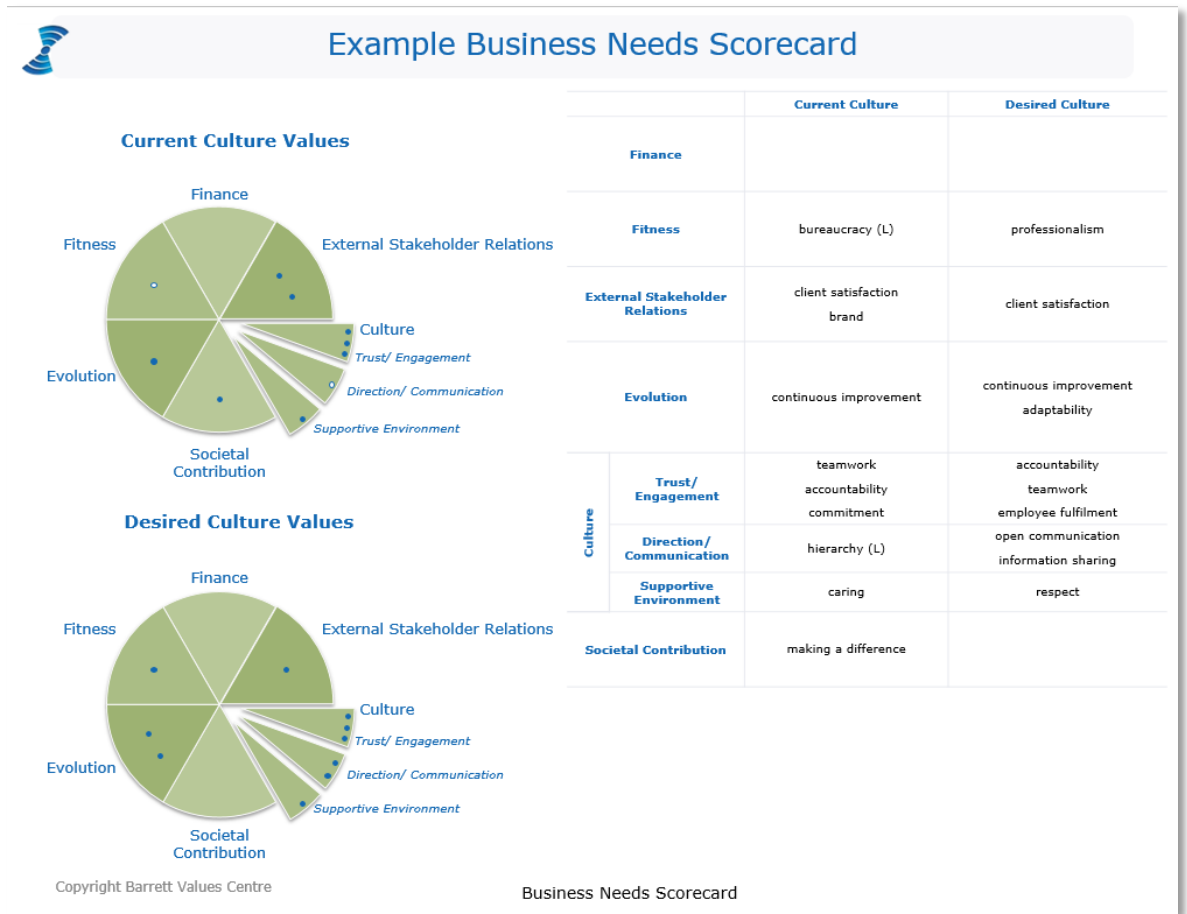 Example Business Needs Scorecard
Current Culture Values
Finance
Fitness
External Stakeholder Relations
Culture
Trust/ Engagement
Evolution
Direction/ Communication
Supportive Environment
Societal
Contribution
Desired Culture Values
Finance
Fitness
External Stakeholder Relations
Culture
Trust/ Engagement
Evolution
Direction/ Communication
Supportive Environment
Societal
Contribution
Current Culture
Desired Culture
Finance
Fitness
bureaucracy (L)
professionalism
External Stakeholder
Relations
client satisfaction
brand
client satisfaction
Evolution
continuous improvement
continuous improvement
adaptability
Culture
Trust/
Engagement
teamwork
accountability
commitment
accountability
teamwork
employee fulfilment
Direction/
Communication
hierarchy (L)
open communication
information sharing
Supportive
Environment
caring
respect
Societal Contribution
making a difference
Copyright Barrett Values Centre
Business Needs Scorecard